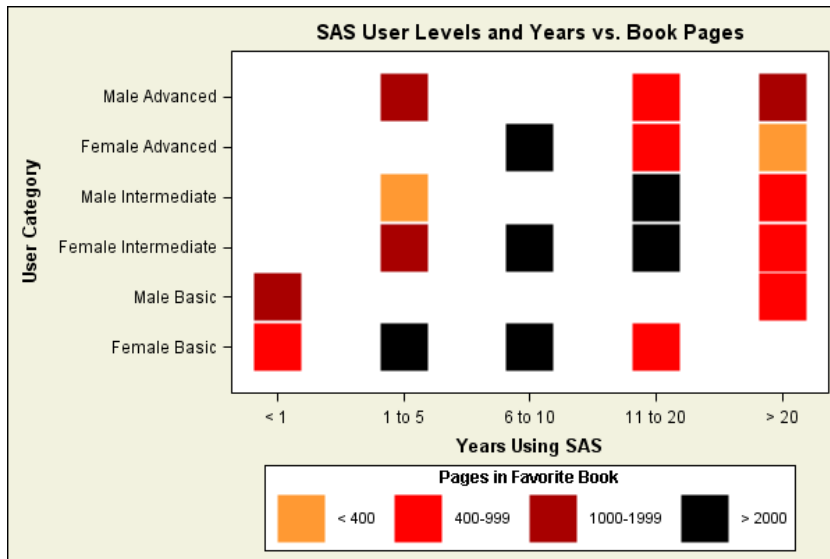 SAS User Levels and Years vs. Book Pages
User Category
Male Advanced
Female Advanced
Male Intermediate
Female Intermediate
Male Basic
Female Basic
< 1 1 to 5 6 to 10 11 to 20 > 20
Years Using SAS
Pages in Favorite Book
< 400 400-999 1000-1999 > 2000